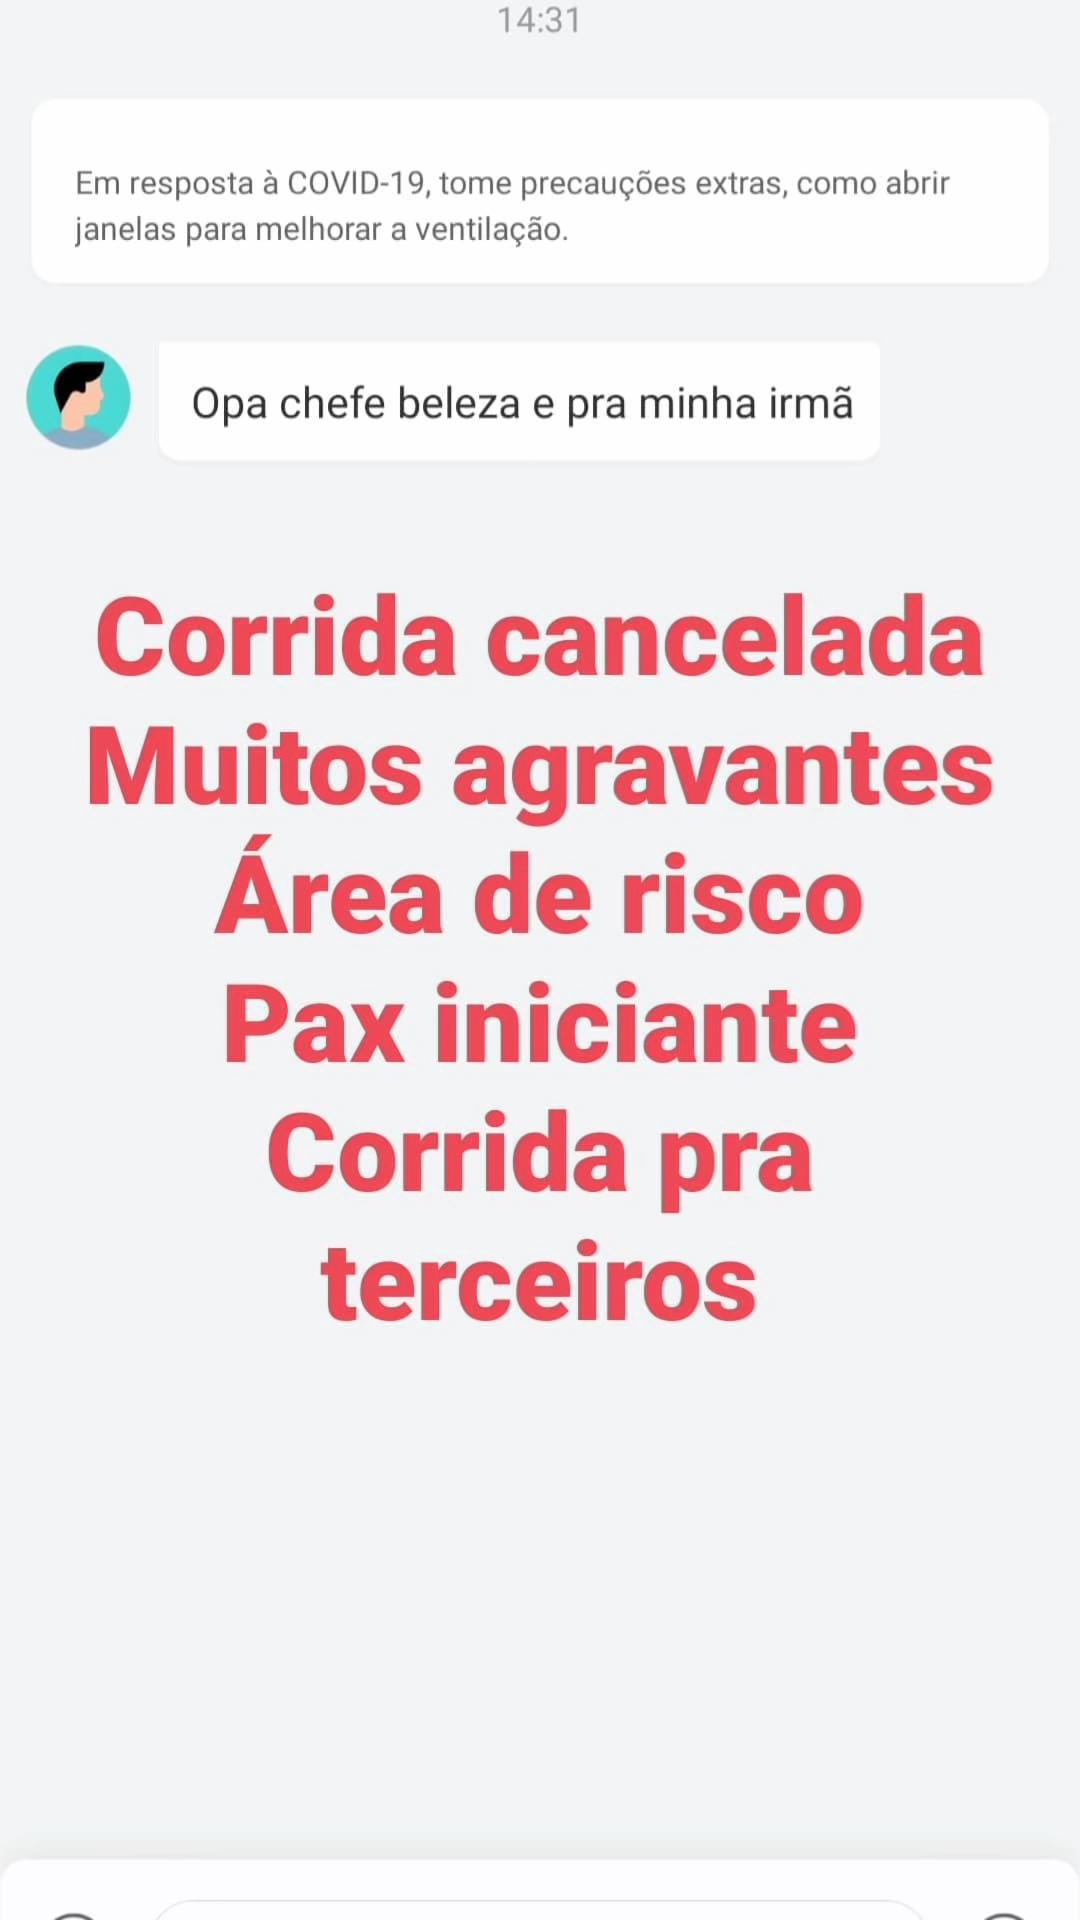 14:31
Em resposta à COVID-19, tome precauções extras, como abrir
janelas para melhorar a ventilação.
Opa chefe beleza e pra minha irmã
Corrida cancelada
Muitos agravantes
Área de risco
Pax iniciante
Corrida pra
terceiros